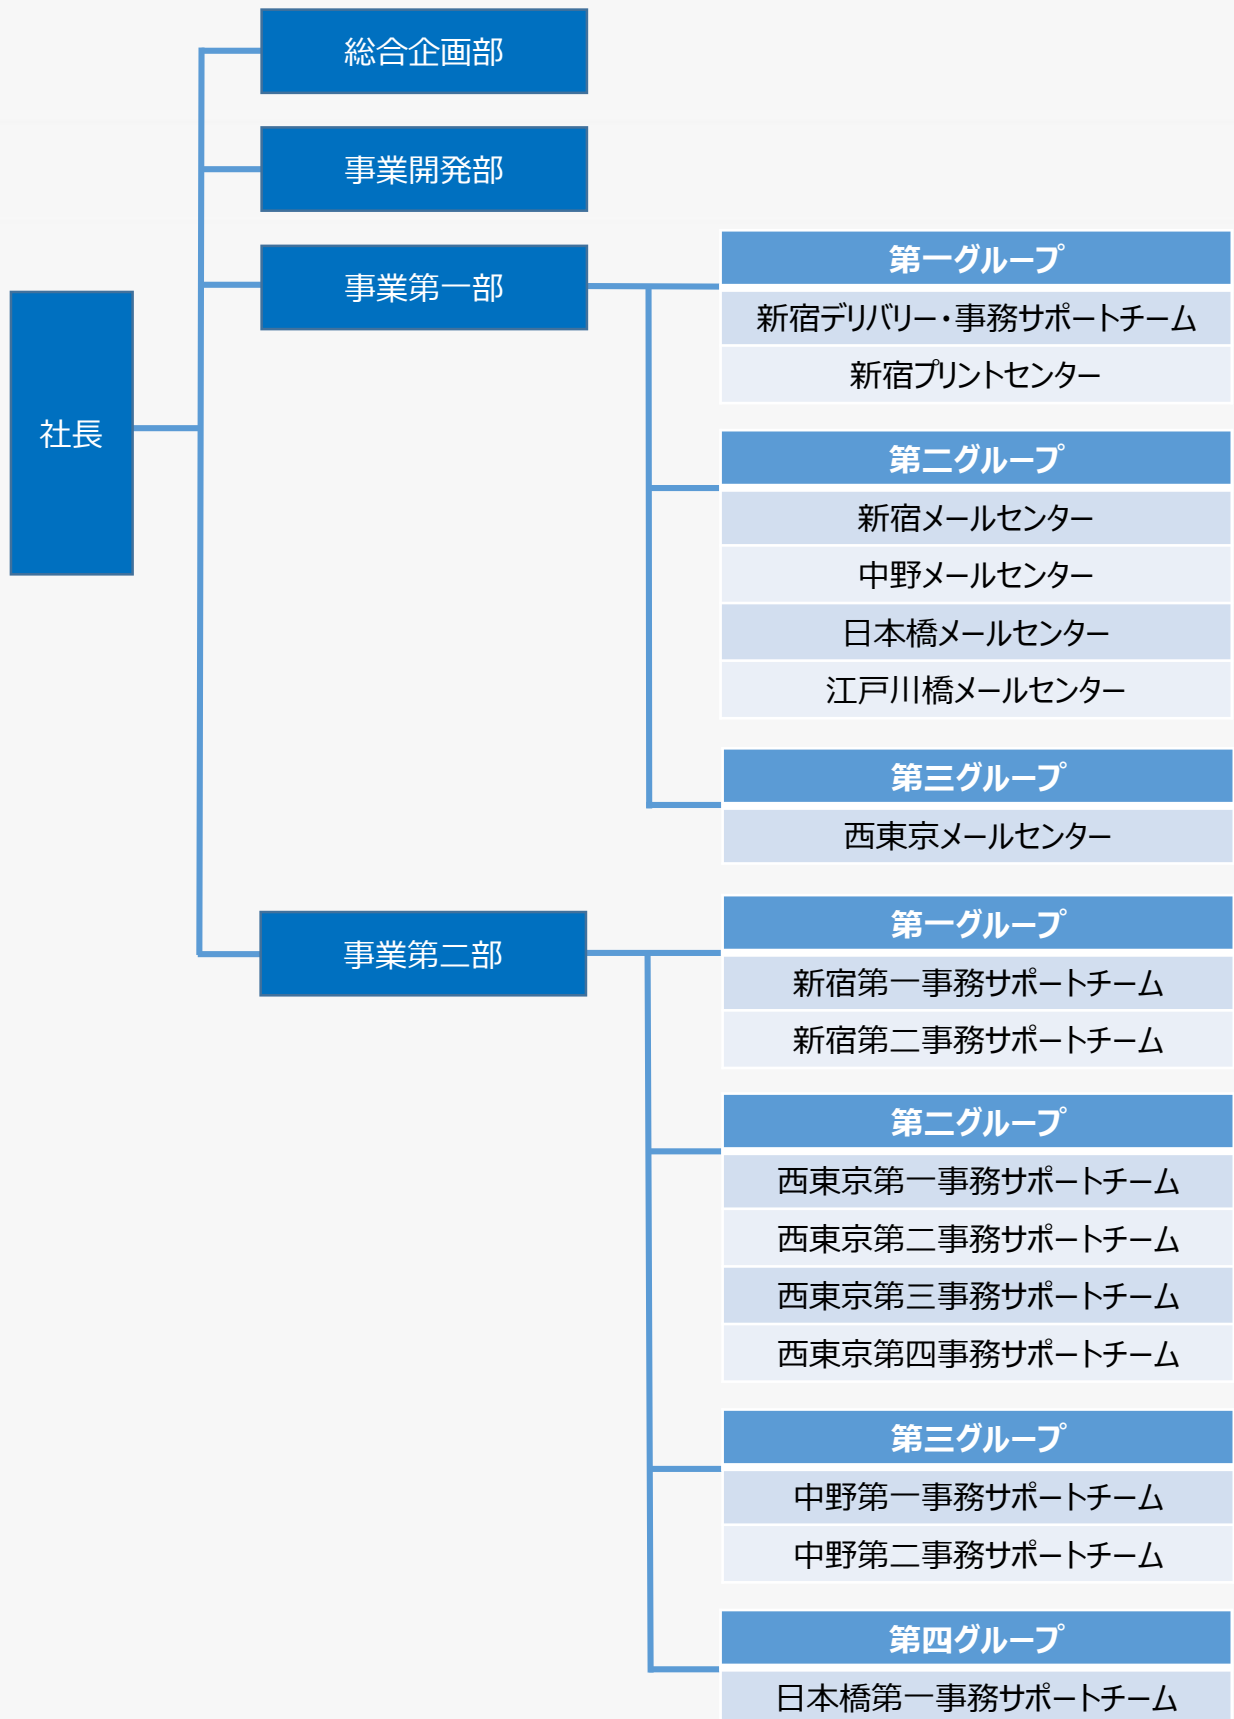 社長
総合企画部
事業開発部
事業第一部
第一グループ
新宿デリバリー・事務サポートチーム
新宿プリントセンター
第二グループ
新宿メールセンター
中野メールセンター
日本橋メールセンター
江戸川橋メールセンター
第三グループ
西東京メールセンター
事業第二部
第一グループ
新宿第一事務サポートチーム
新宿第二事務サポートチーム
第二グループ
西東京第一事務サポートチーム
西東京第二事務サポートチーム
西東京第三事務サポートチーム
西東京第四事務サポートチーム
第三グループ
中野第一事務サポートチーム
中野第二事務サポートチーム
第四グループ
日本橋第一事務サポートチーム